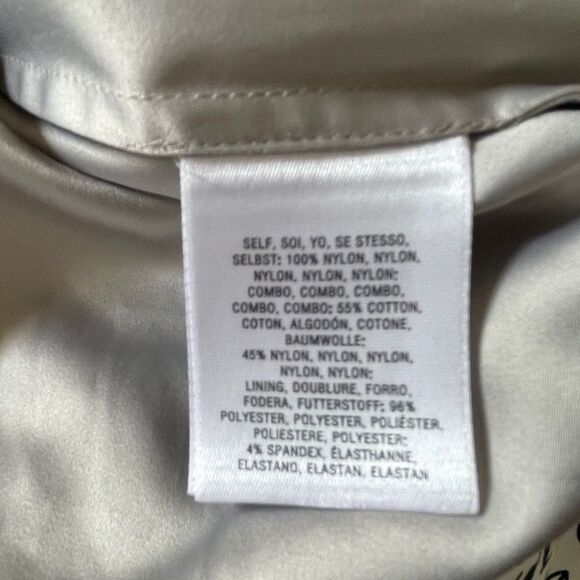 SELF, SOI, YO, SE STESSO,
SELBST: 100% NYLON, NYLON,
NYLON, NYLON, NYLON;
COMBO, COMBO, COMBO,
COMBO, COMBO: 55% COTTON,
COTON, ALGODÓN, COTONE,
BAUMWOLLE;
45% NYLON, NYLON, NYLON,
NYLON, NYLON;
LINING, DOUBLURE, FORRO,
FODERA, FUTTERSTOFF: 96%
POLYESTER, POLYESTER, POLIÉSTER,
POLIESTERE, POLYESTER;
4% SPANDEX, ÉLASTHANNE,
ELASTANO, ELASTAN, ELASTAN